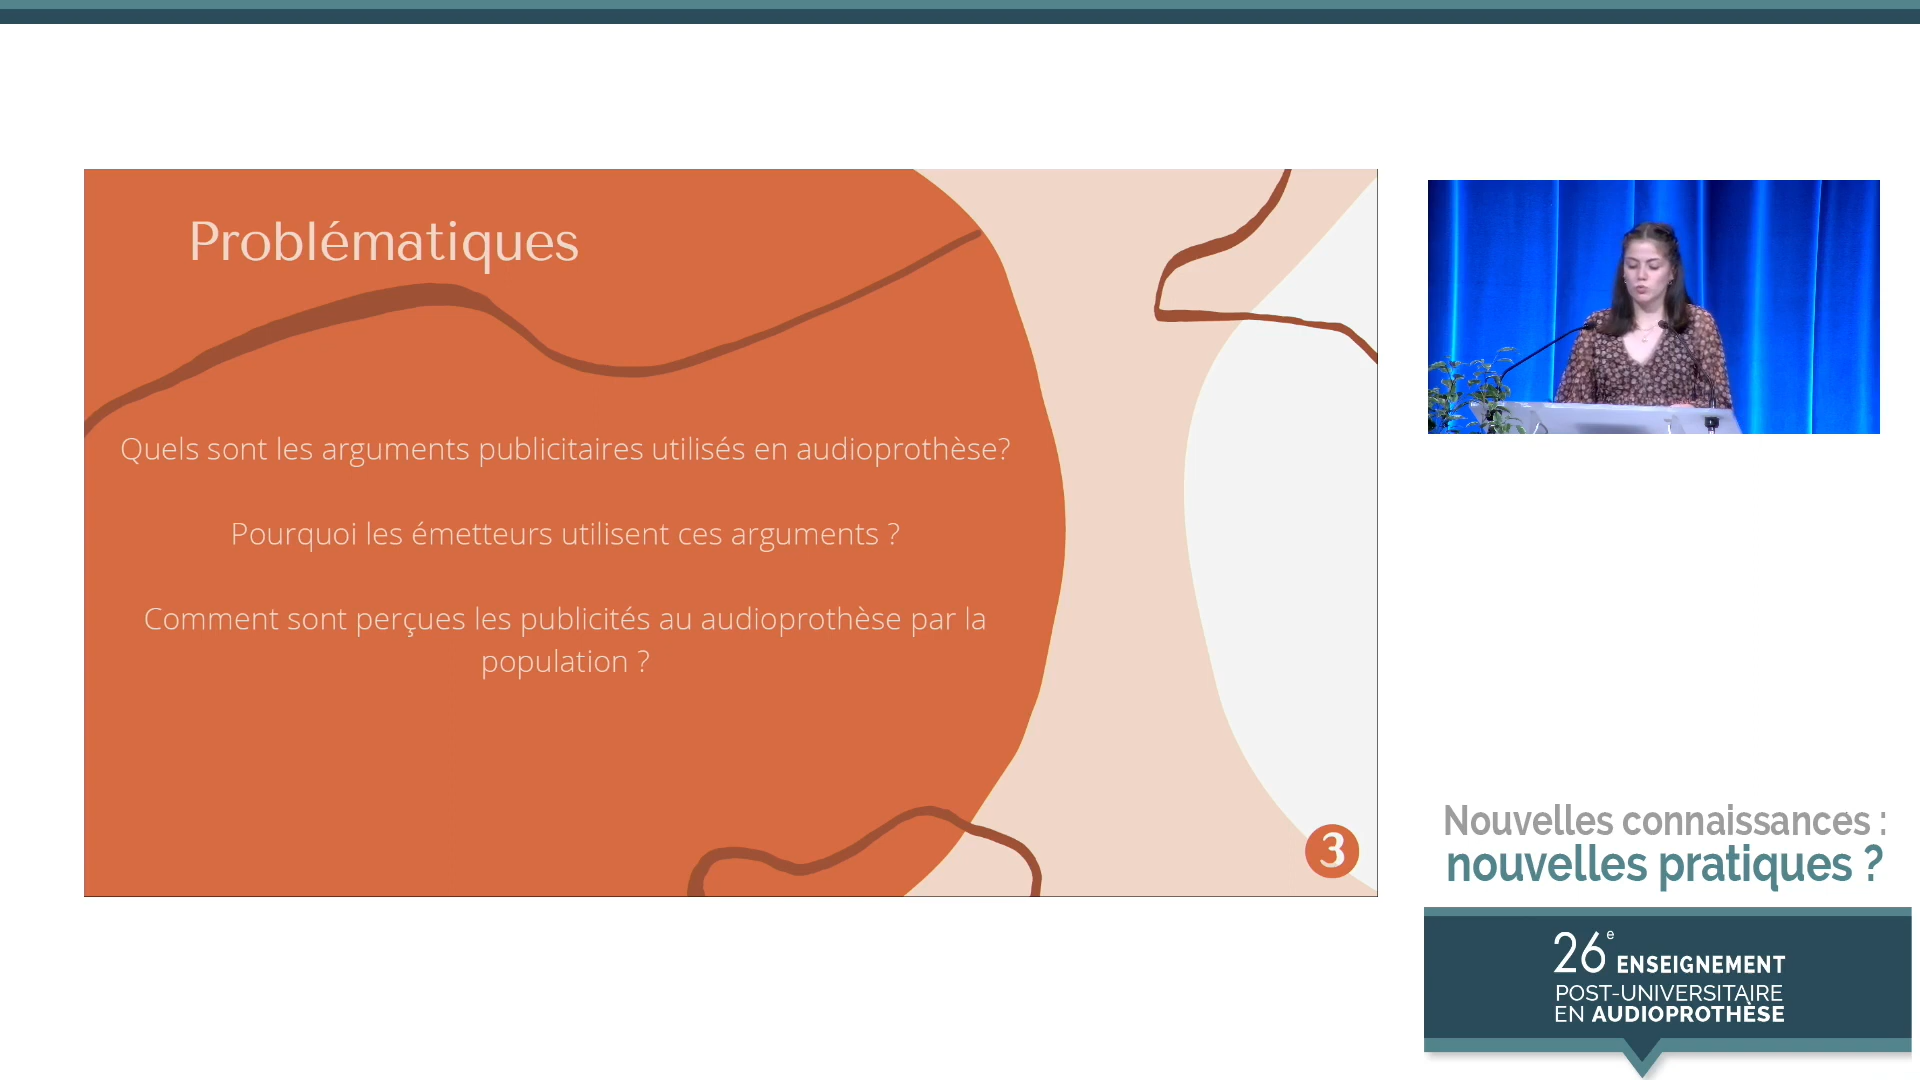 Problématiques
Quels sont les arguments publicitaires utilisés en audioprothèse?
Pourquoi les émetteurs utilisent ces arguments ?
Comment sont perçues les publicités au audioprothèse par la
population ?
3
Nouvelles connaissances :
nouvelles pratiques ?
26e ENSEIGNEMENT
POST-UNIVERSITAIRE
EN AUDIOPROTHÈSE